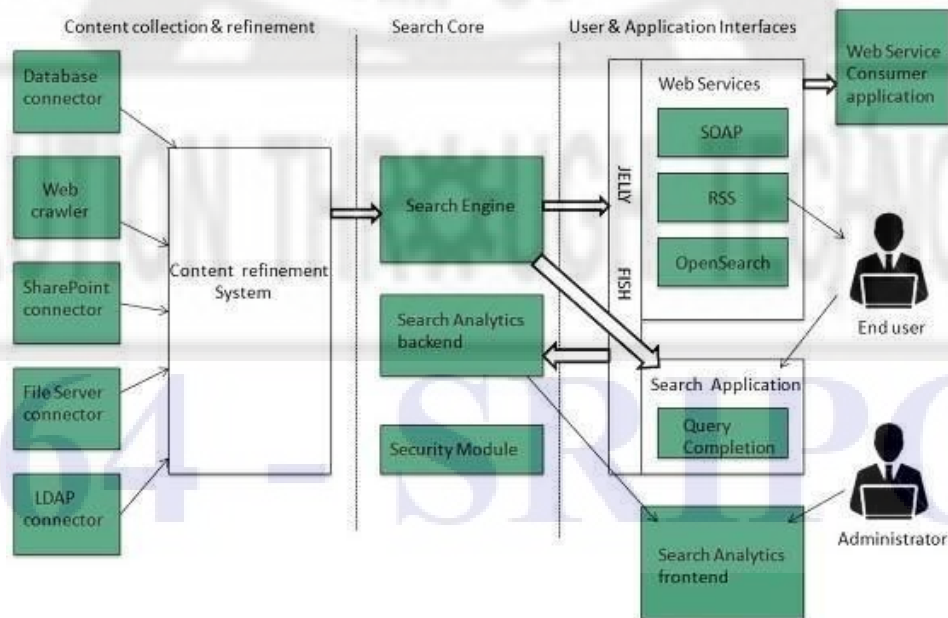 Content collection & refinement
Search Core
User & Application Interfaces
Database
connector
Web
crawler
SharePoint
connector
File Server
connector
LDAP
connector
Content refinement
System
Search Engine
Search Analytics
backend
Security Module
JELLY
FISH
Web Services
SOAP
RSS
OpenSearch
Search Application
Query
Completion
Search Analytics
frontend
Web Service
Consumer
application
End user
Administrator
64 - SRIPC